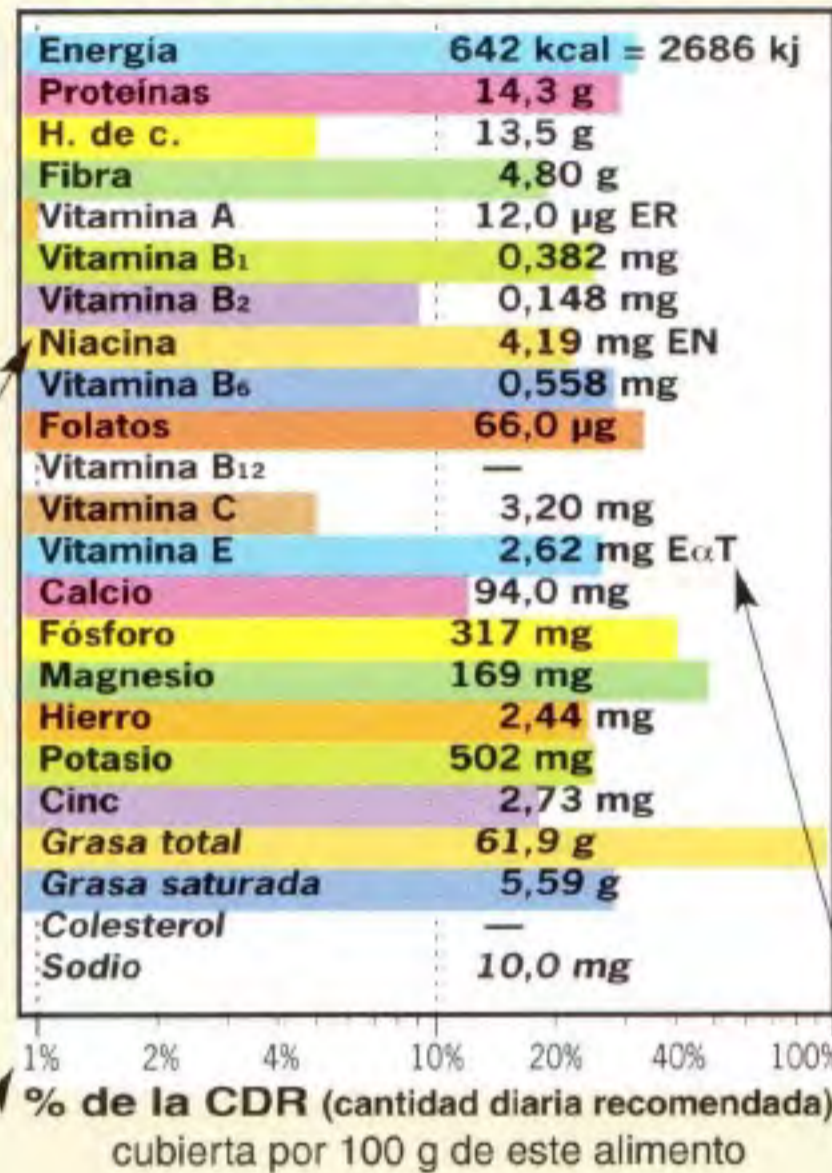 Energía 642 kcal = 2686 kj
Proteínas 14,3 g
H. de c. 13,5 g
Fibra 4,80 g
Vitamina A 12,0 µg ER
Vitamina B1 0,382 mg
Vitamina B2 0,148 mg
Niacina 4,19 mg EN
Vitamina B6 0,558 mg
Folatos 66,0 µg
Vitamina B12 —
Vitamina C 3,20 mg
Vitamina E 2,62 mg EαT
Calcio 94,0 mg
Fósforo 317 mg
Magnesio 169 mg
Hierro 2,44 mg
Potasio 502 mg
Cinc 2,73 mg
Grasa total 61,9 g
Grasa saturada 5,59 g
Colesterol —
Sodio 10,0 mg
1% 2% 4% 10% 20% 40% 100%
% de la CDR (cantidad diaria recomendada)
cubierta por 100 g de este alimento